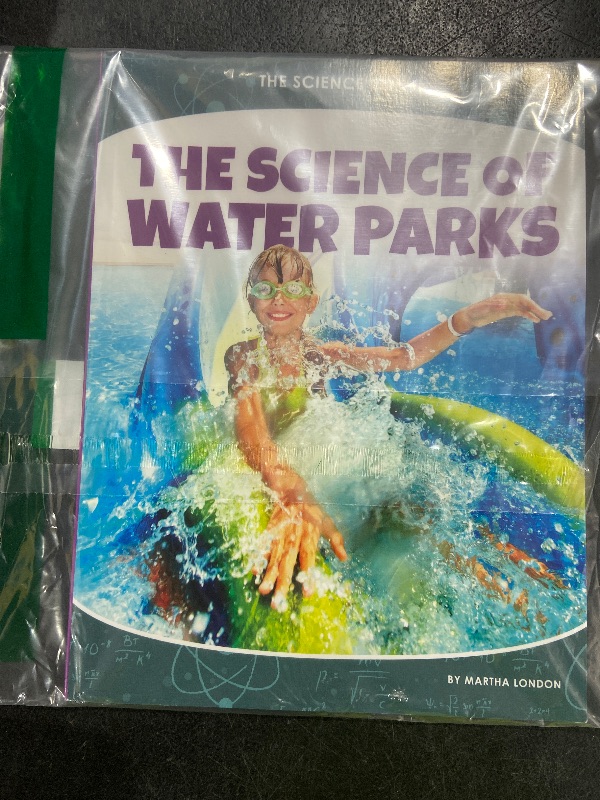 THE SCIENCE
THE SCIENCE OF
WATER PARKS
BY MARTHA LONDON